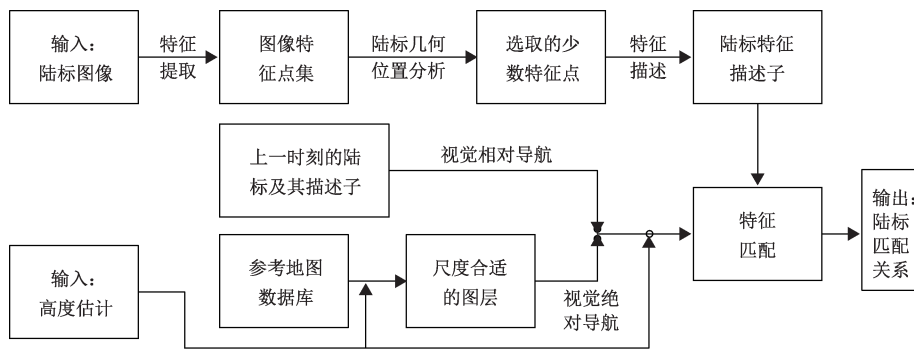 输入：
陆标图像
特征
提取
图像特
征点集
陆标几何
位置分析
选取的少
数特征点
特征
描述
陆标特征
描述子
上一时刻的陆
标及其描述子
视觉相对导航
特征
匹配
输出：
陆标
匹配
关系
输入：
高度估计
参考地图
数据库
尺度合适
的图层
视觉绝
对导航